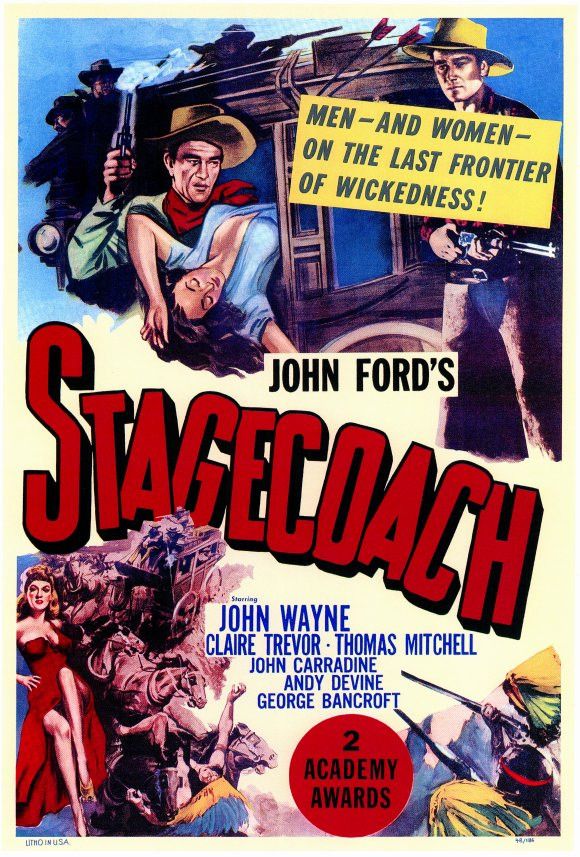 MEN—AND WOMEN—
ON THE LAST FRONTIER
OF WICKEDNESS!
JOHN FORD'S
STAGECOACH
Starring
JOHN WAYNE
CLAIRE TREVOR · THOMAS MITCHELL
JOHN CARRADINE
ANDY DEVINE
GEORGE BANCROFT
2
ACADEMY
AWARDS
LITHO IN U.S.A.